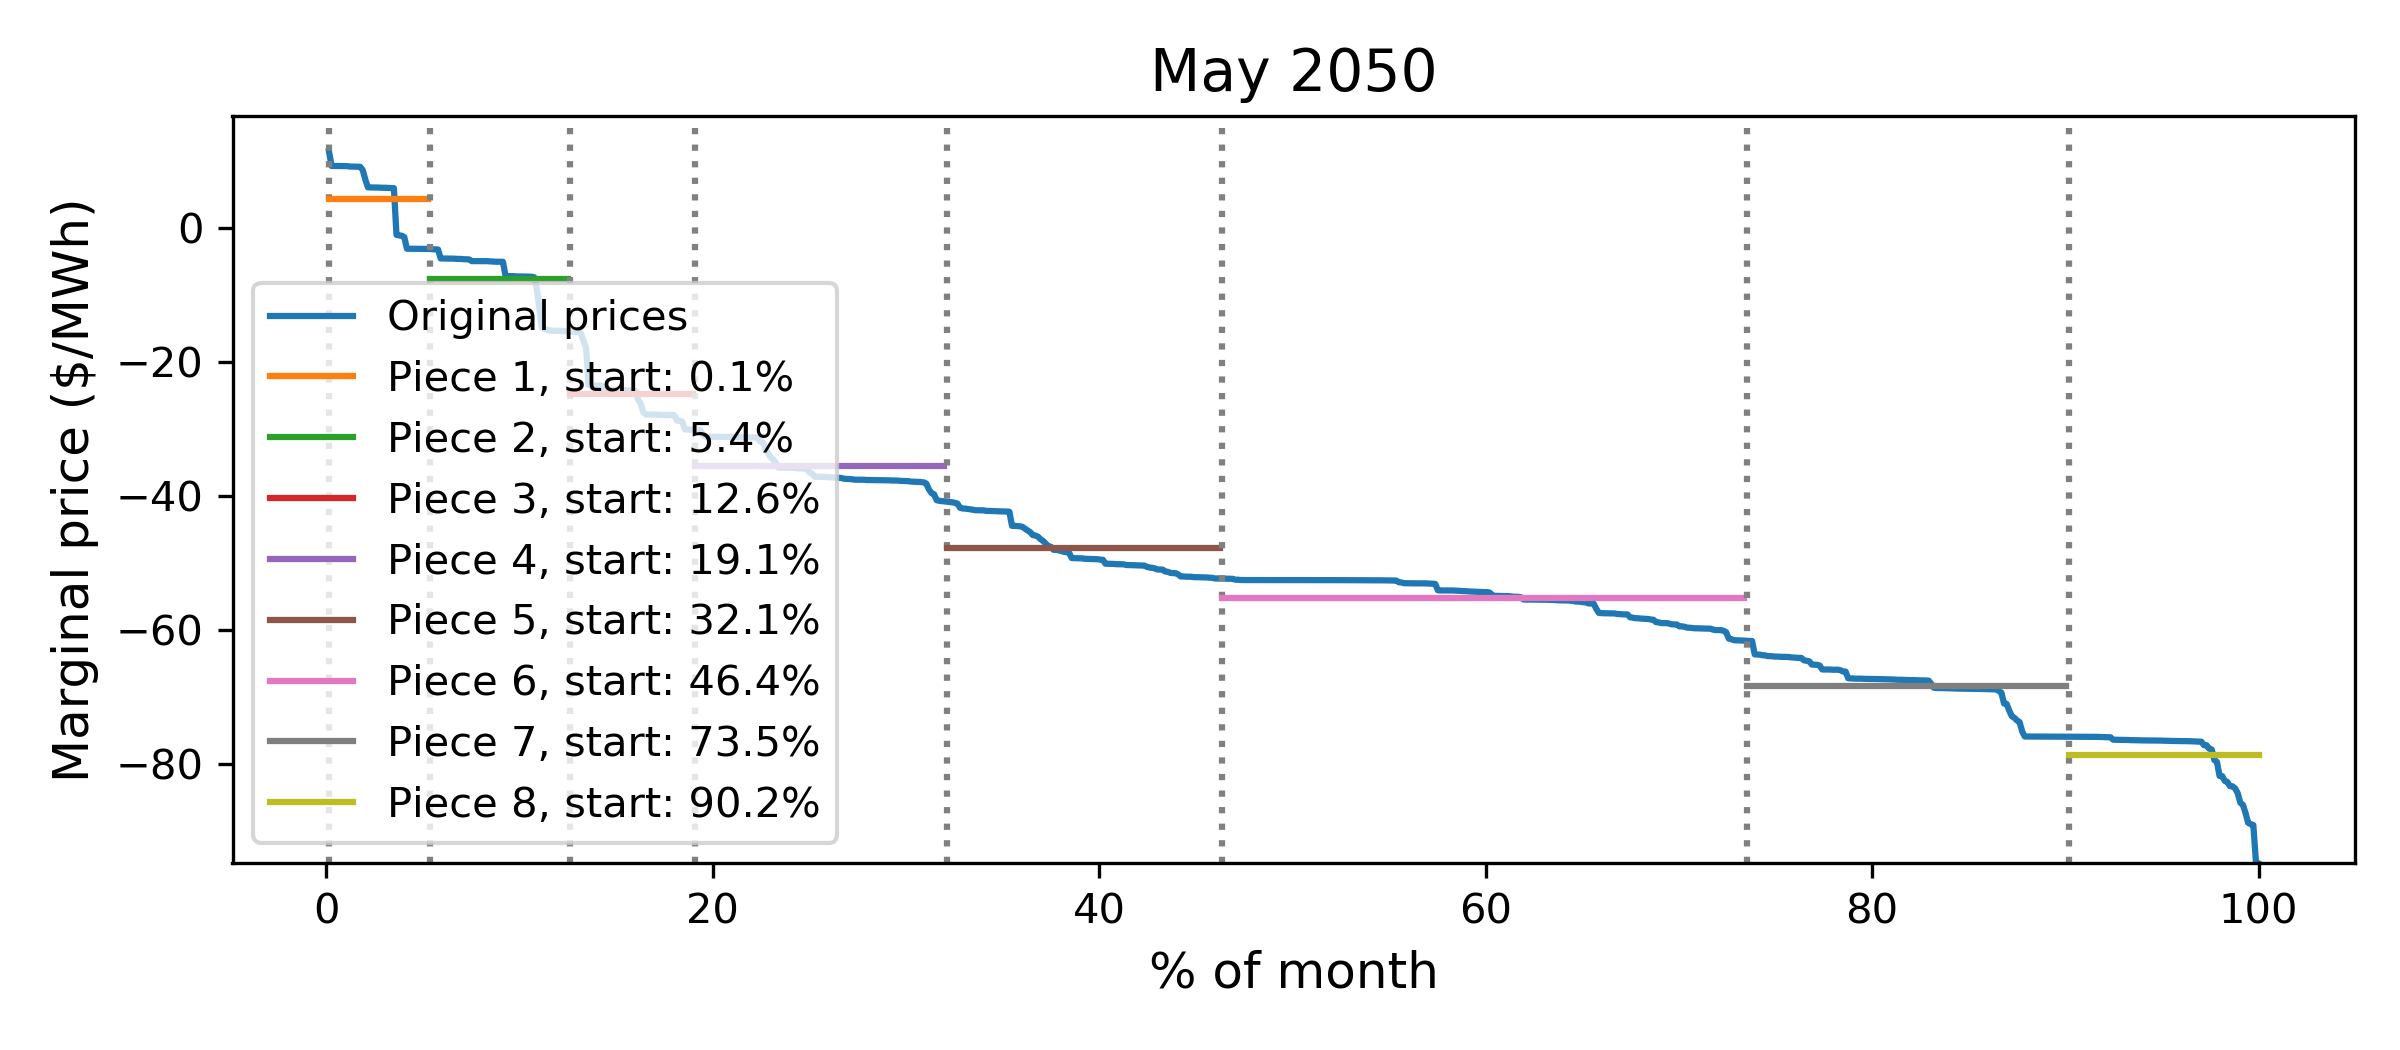 May 2050
Marginal price ($/MWh)
0
−20
−40
−60
−80
Original prices
Piece 1, start: 0.1%
Piece 2, start: 5.4%
Piece 3, start: 12.6%
Piece 4, start: 19.1%
Piece 5, start: 32.1%
Piece 6, start: 46.4%
Piece 7, start: 73.5%
Piece 8, start: 90.2%
0 20 40 60 80 100
% of month